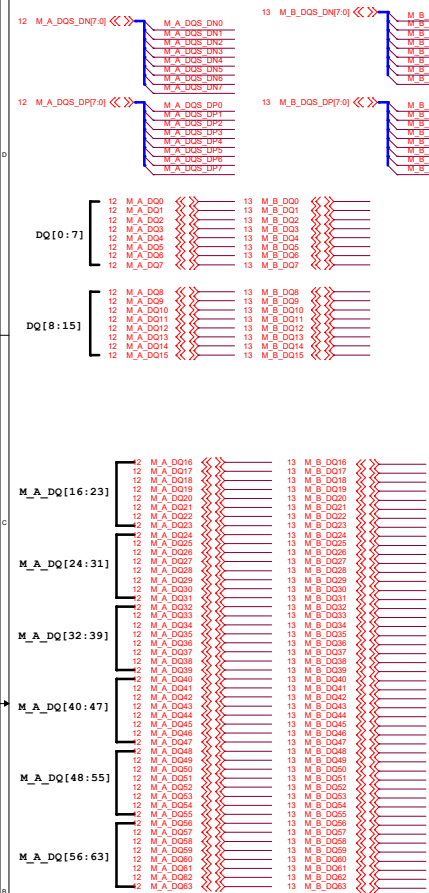 12 M_A_DQS_DN[7:0] 13 M_B_DQS_DN[7:0]
M_A_DQS_DN0 M_B
M_A_DQS_DN1 M_B
M_A_DQS_DN2 M_B
M_A_DQS_DN3 M_B
M_A_DQS_DN4 M_B
M_A_DQS_DN5 M_B
M_A_DQS_DN6 M_B
M_A_DQS_DN7 M_B
12 M_A_DQS_DP[7:0] 13 M_B_DQS_DP[7:0]
M_A_DQS_DP0 M_B
M_A_DQS_DP1 M_B
M_A_DQS_DP2 M_B
M_A_DQS_DP3 M_B
M_A_DQS_DP4 M_B
M_A_DQS_DP5 M_B
M_A_DQS_DP6 M_B
M_A_DQS_DP7 M_B
D
DQ[0:7]
12 M_A_DQ0 13 M_B_DQ0
12 M_A_DQ1 13 M_B_DQ1
12 M_A_DQ2 13 M_B_DQ2
12 M_A_DQ3 13 M_B_DQ3
12 M_A_DQ4 13 M_B_DQ4
12 M_A_DQ5 13 M_B_DQ5
12 M_A_DQ6 13 M_B_DQ6
12 M_A_DQ7 13 M_B_DQ7
DQ[8:15]
12 M_A_DQ8 13 M_B_DQ8
12 M_A_DQ9 13 M_B_DQ9
12 M_A_DQ10 13 M_B_DQ10
12 M_A_DQ11 13 M_B_DQ11
12 M_A_DQ12 13 M_B_DQ12
12 M_A_DQ13 13 M_B_DQ13
12 M_A_DQ14 13 M_B_DQ14
12 M_A_DQ15 13 M_B_DQ15
M_A_DQ[16:23]
12 M_A_DQ16 13 M_B_DQ16
12 M_A_DQ17 13 M_B_DQ17
12 M_A_DQ18 13 M_B_DQ18
12 M_A_DQ19 13 M_B_DQ19
12 M_A_DQ20 13 M_B_DQ20
12 M_A_DQ21 13 M_B_DQ21
12 M_A_DQ22 13 M_B_DQ22
12 M_A_DQ23 13 M_B_DQ23
C
M_A_DQ[24:31]
12 M_A_DQ24 13 M_B_DQ24
12 M_A_DQ25 13 M_B_DQ25
12 M_A_DQ26 13 M_B_DQ26
12 M_A_DQ27 13 M_B_DQ27
12 M_A_DQ28 13 M_B_DQ28
12 M_A_DQ29 13 M_B_DQ29
12 M_A_DQ30 13 M_B_DQ30
12 M_A_DQ31 13 M_B_DQ31
M_A_DQ[32:39]
12 M_A_DQ32 13 M_B_DQ32
12 M_A_DQ33 13 M_B_DQ33
12 M_A_DQ34 13 M_B_DQ34
12 M_A_DQ35 13 M_B_DQ35
12 M_A_DQ36 13 M_B_DQ36
12 M_A_DQ37 13 M_B_DQ37
12 M_A_DQ38 13 M_B_DQ38
12 M_A_DQ39 13 M_B_DQ39
M_A_DQ[40:47]
12 M_A_DQ40 13 M_B_DQ40
12 M_A_DQ41 13 M_B_DQ41
12 M_A_DQ42 13 M_B_DQ42
12 M_A_DQ43 13 M_B_DQ43
12 M_A_DQ44 13 M_B_DQ44
12 M_A_DQ45 13 M_B_DQ45
12 M_A_DQ46 13 M_B_DQ46
12 M_A_DQ47 13 M_B_DQ47
M_A_DQ[48:55]
12 M_A_DQ48 13 M_B_DQ48
12 M_A_DQ49 13 M_B_DQ49
12 M_A_DQ50 13 M_B_DQ50
12 M_A_DQ51 13 M_B_DQ51
12 M_A_DQ52 13 M_B_DQ52
12 M_A_DQ53 13 M_B_DQ53
12 M_A_DQ54 13 M_B_DQ54
12 M_A_DQ55 13 M_B_DQ55
M_A_DQ[56:63]
12 M_A_DQ56 13 M_B_DQ56
12 M_A_DQ57 13 M_B_DQ57
12 M_A_DQ58 13 M_B_DQ58
12 M_A_DQ59 13 M_B_DQ59
12 M_A_DQ60 13 M_B_DQ60
12 M_A_DQ61 13 M_B_DQ61
12 M_A_DQ62 13 M_B_DQ62
12 M_A_DQ63 13 M_B_DQ63
B